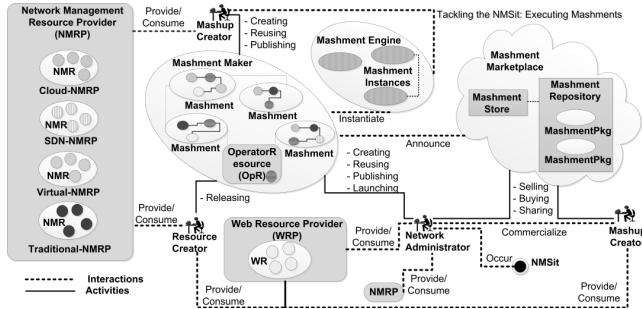 Network Management
Resource Provider
(NMRP)
NMR
Cloud-NMRP
NMR
SDN-NMRP
NMR
Virtual-NMRP
NMR
Traditional-NMRP
Provide/
Consume
Mashup
Creator
- Creating
- Reusing
- Publishing
Tackling the NMSit: Executing Mashments
Mashment Engine
Mashment
Instances
Mashment Maker
Mashment
Mashment
Mashment
Mashment
OperatorR
esource
(OpR)
Instantiate
Announce
Mashment
Marketplace
Mashment
Store
Mashment
Repository
MashmentPkg
MashmentPkg
- Creating
- Reusing
- Publishing
- Launching
- Selling
- Buying
- Sharing
- Releasing
Provide/
Consume
Resource
Creator
Web Resource Provider
(WRP)
WR
Provide/
Consume
Network
Administrator
Commercialize
Mashup
Creator
Occur
NMSit
NMRP
Provide/
Consume
Provide/
Consume
Provide/
Consume
Interactions
Activities